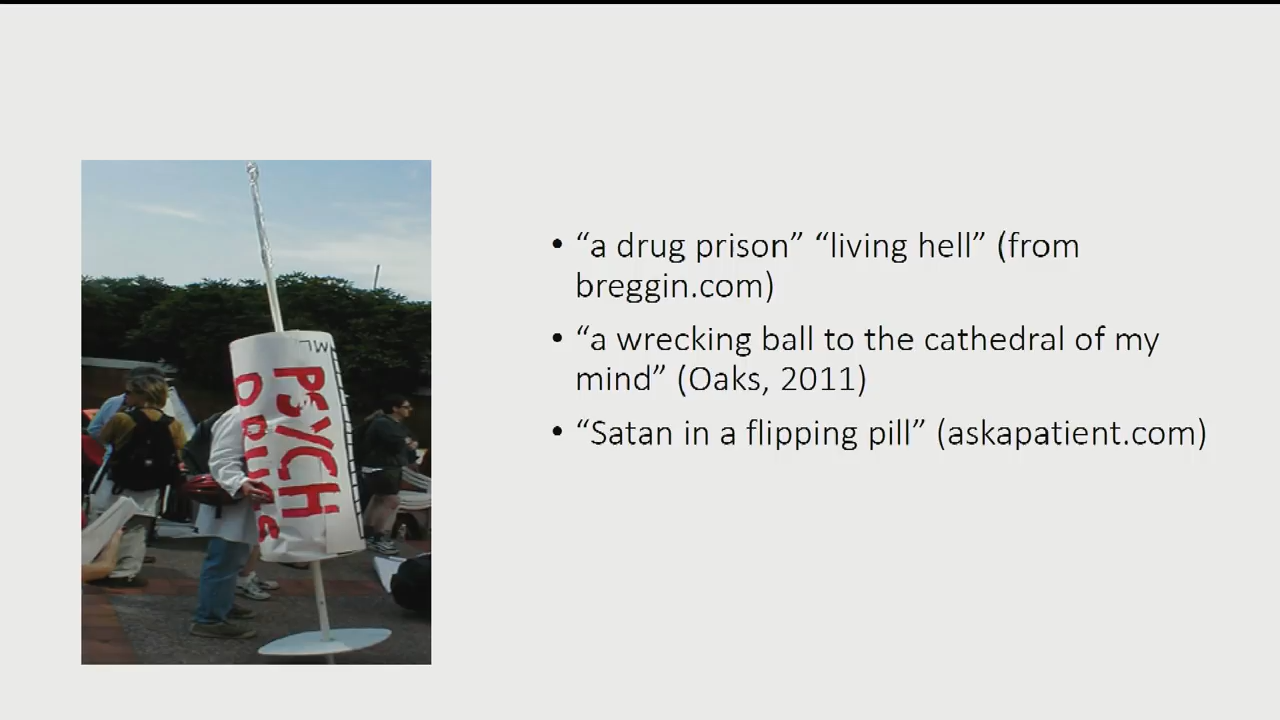 PSYCH
DRUGS
• “a drug prison” “living hell” (from
breggin.com)
• “a wrecking ball to the cathedral of my
mind” (Oaks, 2011)
• “Satan in a flipping pill” (askapatient.com)